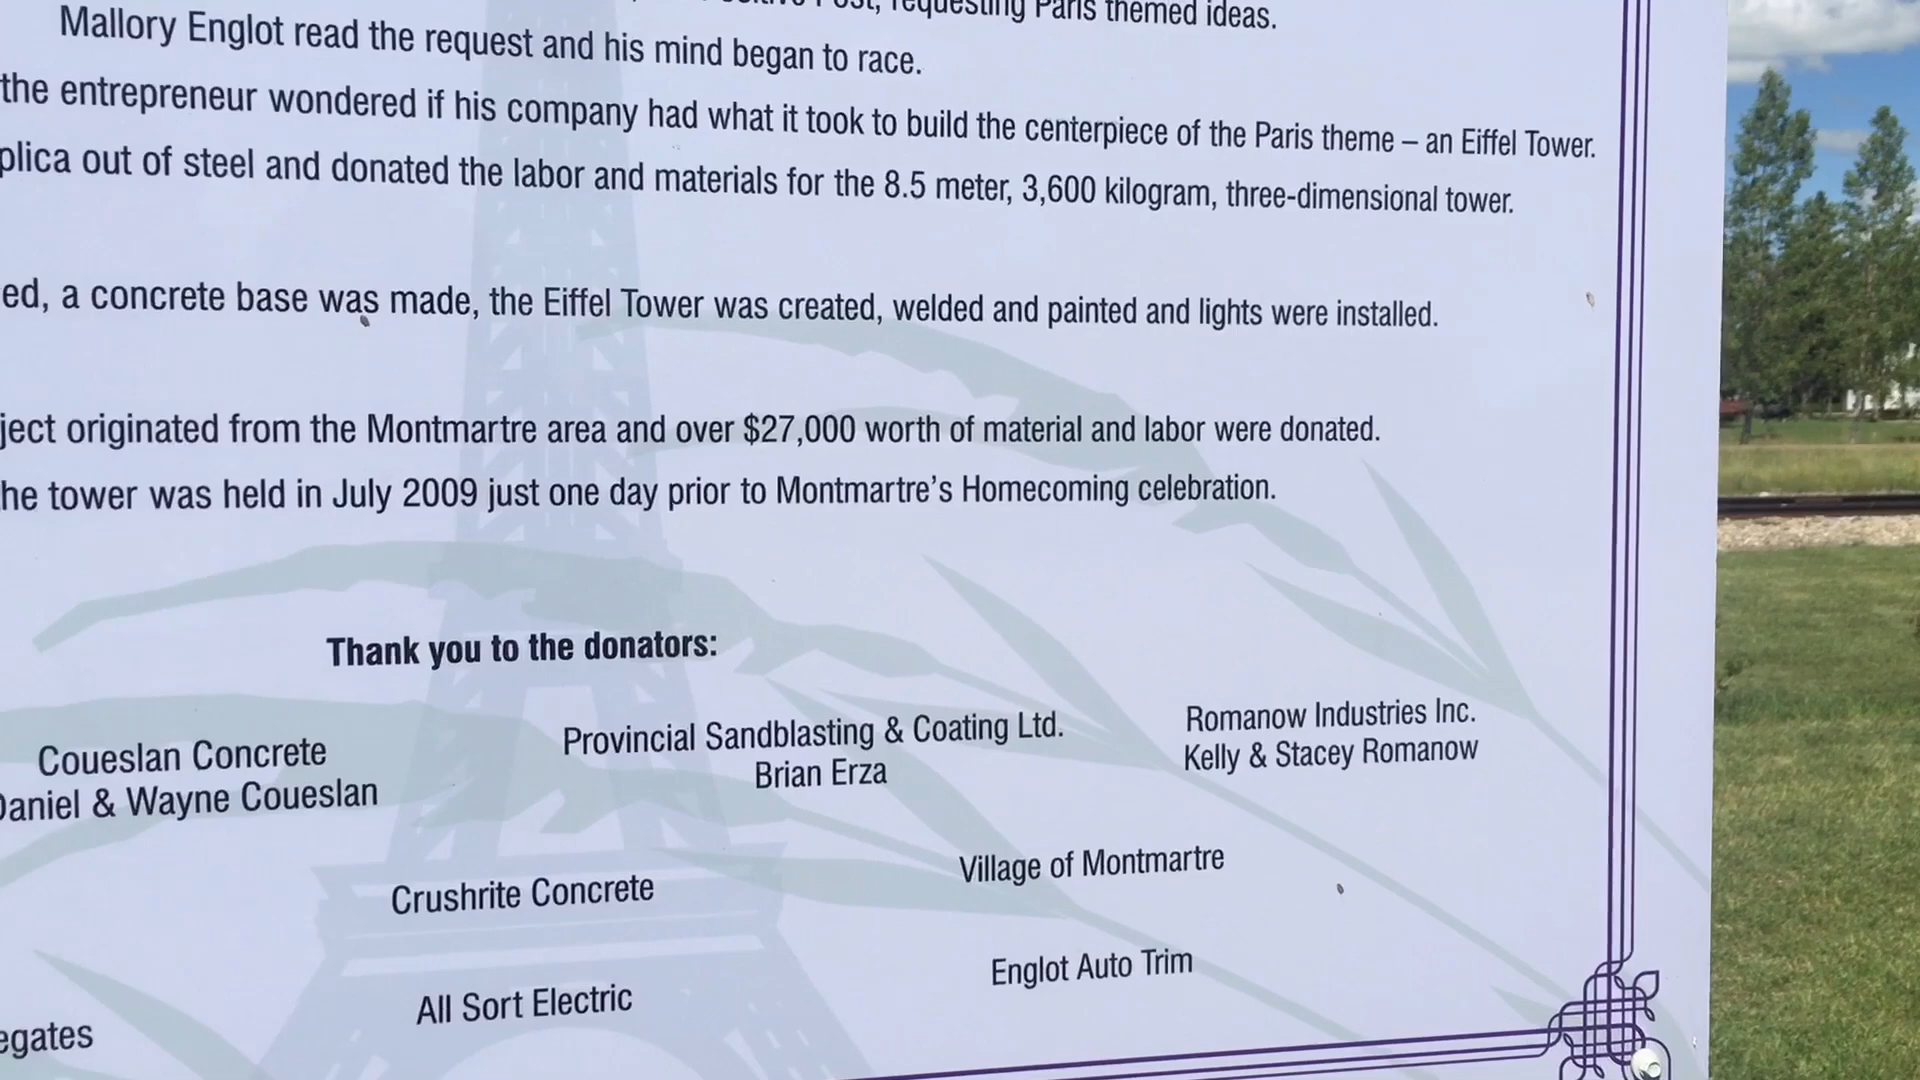 requesting Paris themed ideas.
Mallory Englot read the request and his mind began to race.
the entrepreneur wondered if his company had what it took to build the centerpiece of the Paris theme – an Eiffel Tower.
plica out of steel and donated the labor and materials for the 8.5 meter, 3,600 kilogram, three-dimensional tower.
ed, a concrete base was made, the Eiffel Tower was created, welded and painted and lights were installed.
ject originated from the Montmartre area and over $27,000 worth of material and labor were donated.
he tower was held in July 2009 just one day prior to Montmartre's Homecoming celebration.
Thank you to the donators:
Coueslan Concrete
Daniel & Wayne Coueslan
Provincial Sandblasting & Coating Ltd.
Brian Erza
Romanow Industries Inc.
Kelly & Stacey Romanow
Crushrite Concrete
Village of Montmartre
All Sort Electric
Englot Auto Trim
egates